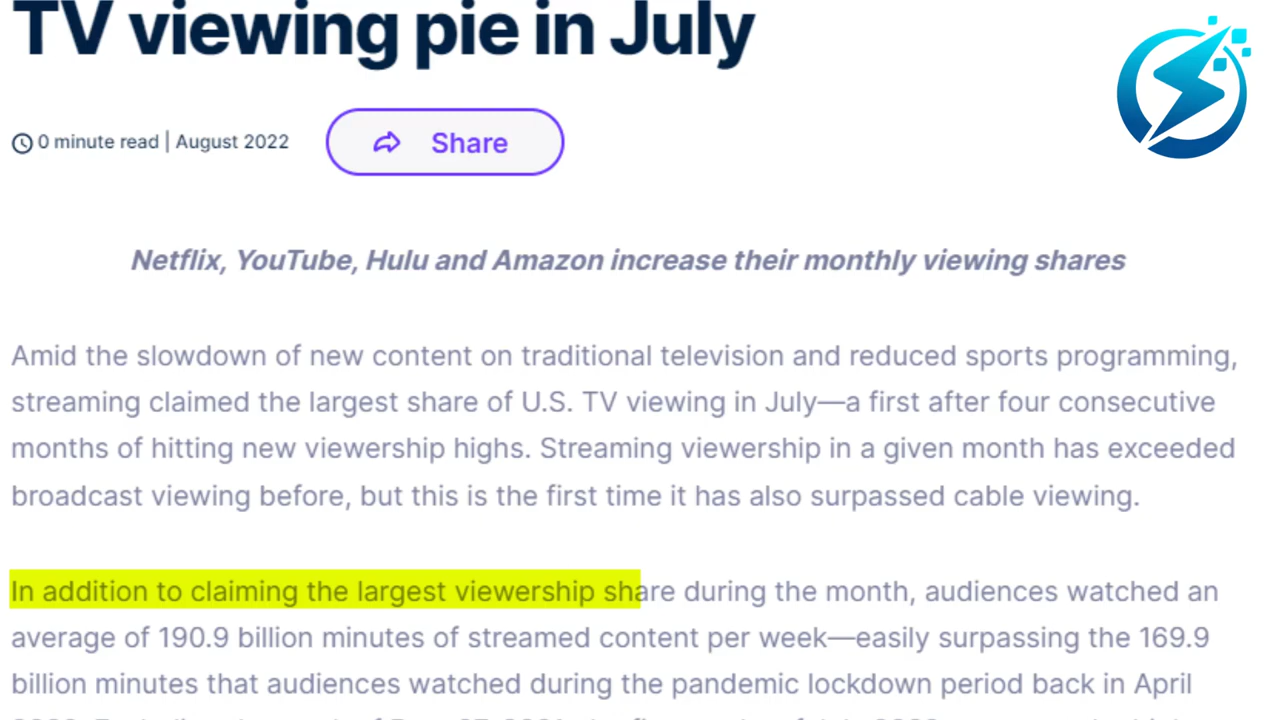 TV viewing pie in July
0 minute read | August 2022
Share
Netflix, YouTube, Hulu and Amazon increase their monthly viewing shares
Amid the slowdown of new content on traditional television and reduced sports programming,
streaming claimed the largest share of U.S. TV viewing in July—a first after four consecutive
months of hitting new viewership highs. Streaming viewership in a given month has exceeded
broadcast viewing before, but this is the first time it has also surpassed cable viewing.
In addition to claiming the largest viewership share during the month, audiences watched an
average of 190.9 billion minutes of streamed content per week—easily surpassing the 169.9
billion minutes that audiences watched during the pandemic lockdown period back in April